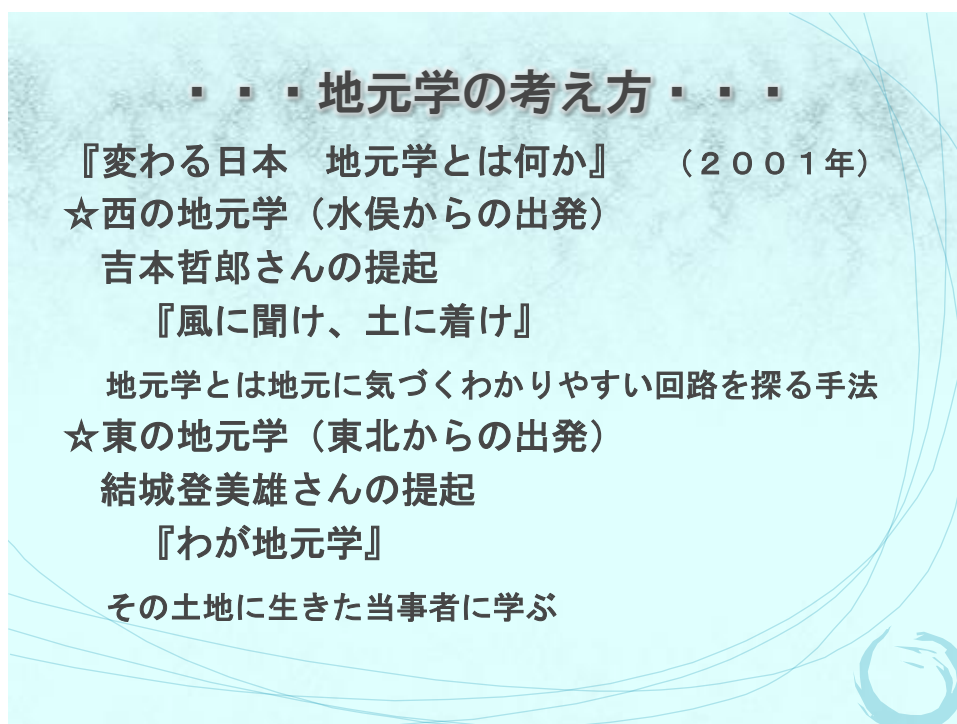 ・・・地元学の考え方・・・
『変わる日本　地元学とは何か』　（２００１年）
☆西の地元学（水俣からの出発）
吉本哲郎さんの提起
『風に聞け、土に着け』
地元学とは地元に気づくわかりやすい回路を探る手法
☆東の地元学（東北からの出発）
結城登美雄さんの提起
『わが地元学』
その土地に生きた当事者に学ぶ